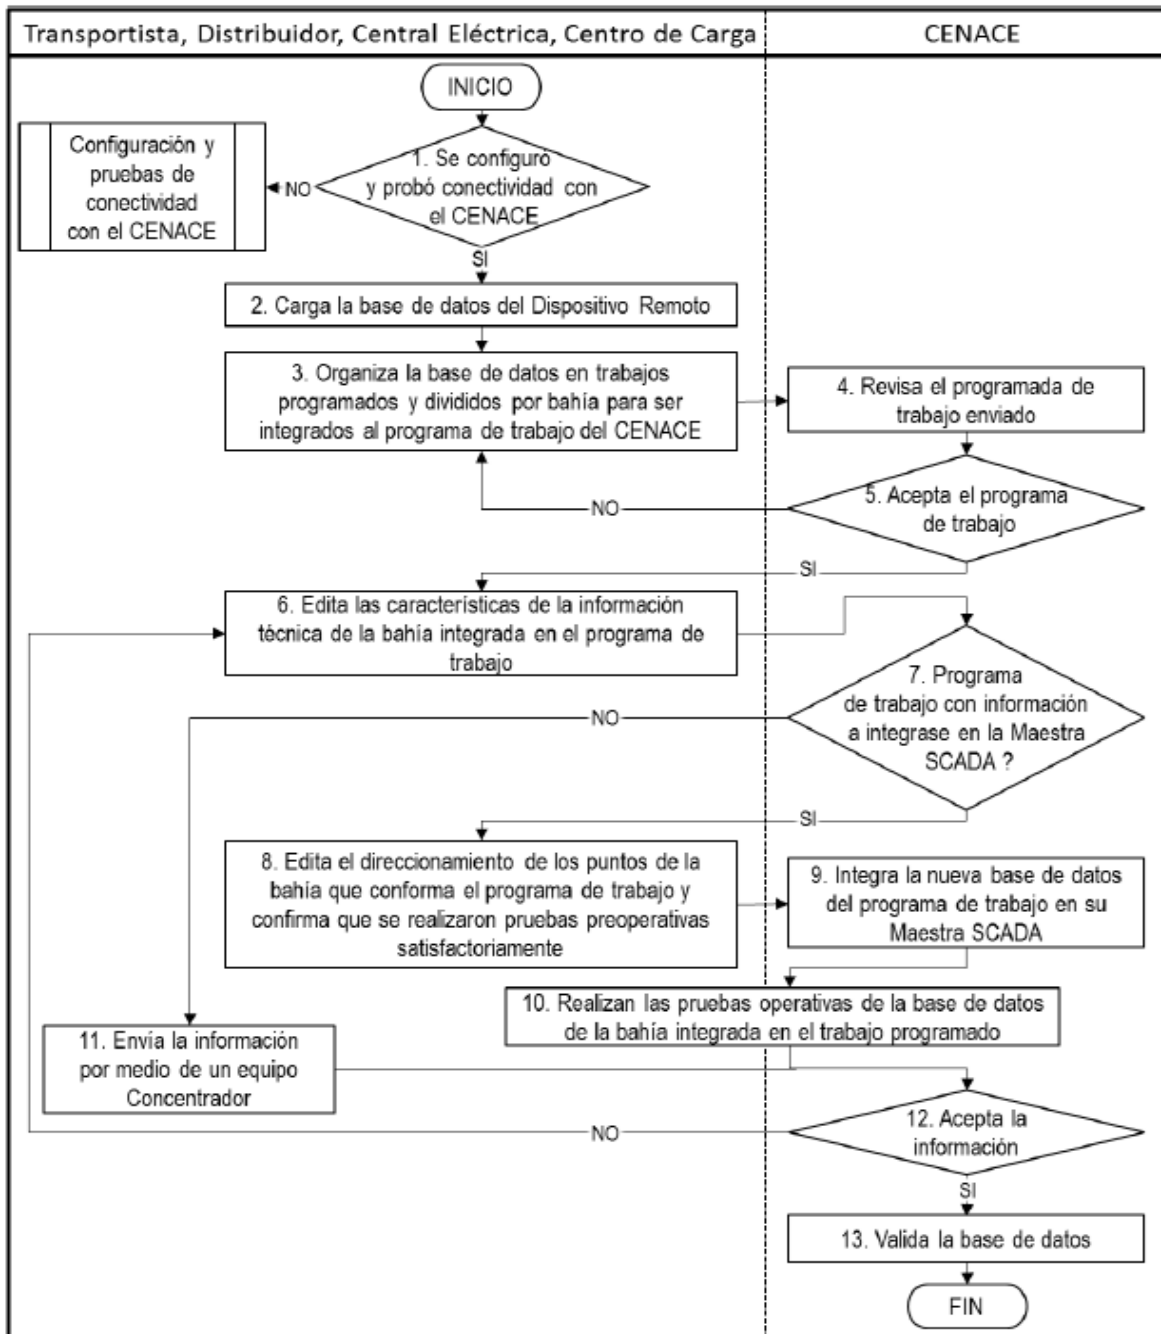 Transportista, Distribuidor, Central Eléctrica, Centro de Carga
CENACE
INICIO
1. Se configuró
y probó conectividad con
el CENACE
NO
Configuración y
pruebas de
conectividad
con el CENACE
SI
2. Carga la base de datos del Dispositivo Remoto
3. Organiza la base de datos en trabajos
programados y divididos por bahía para ser
integrados al programa de trabajo del CENACE
4. Revisa el programada de
trabajo enviado
5. Acepta el programa
de trabajo
NO
SI
6. Edita las características de la información
técnica de la bahía integrada en el programa de
trabajo
7. Programa
de trabajo con información
a integrase en la Maestra
SCADA ?
NO
SI
8. Edita el direccionamiento de los puntos de la
bahía que conforma el programa de trabajo y
confirma que se realizaron pruebas preoperativas
satisfactoriamente
9. Integra la nueva base de datos
del programa de trabajo en su
Maestra SCADA
10. Realizan las pruebas operativas de la base de datos
de la bahía integrada en el trabajo programado
11. Envía la información
por medio de un equipo
Concentrador
12. Acepta la
información
NO
SI
13. Valida la base de datos
FIN